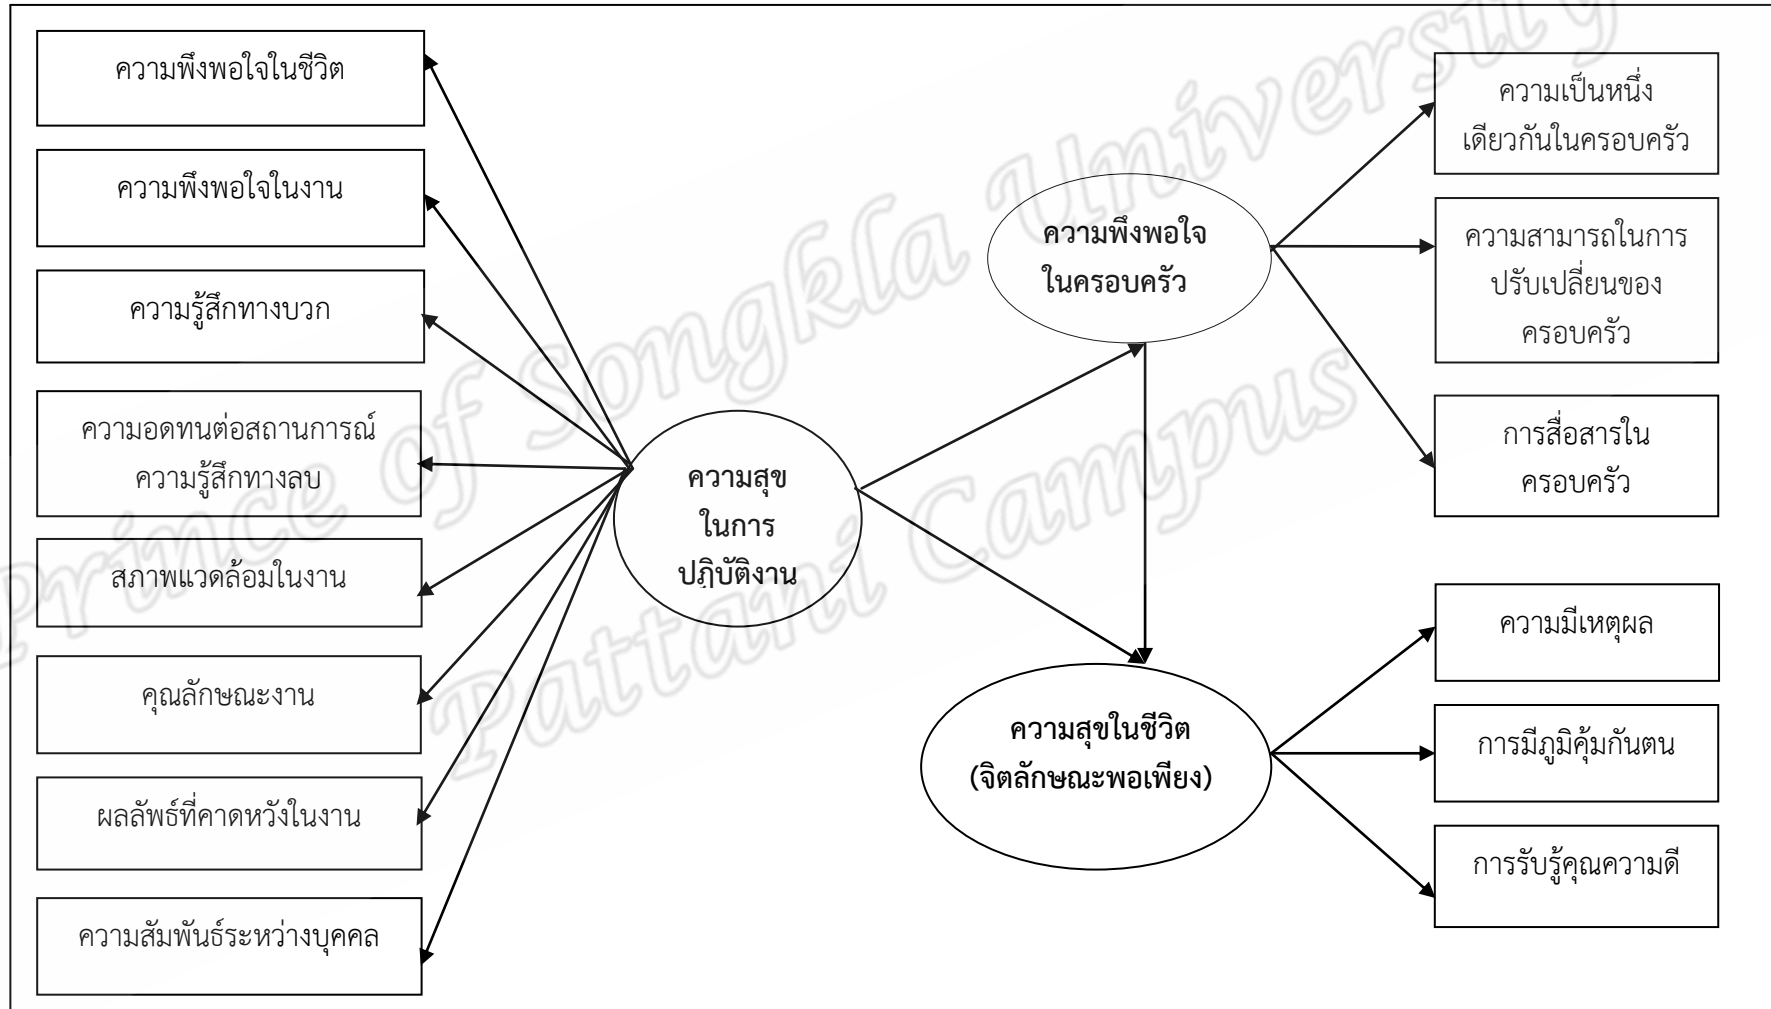 ความพึงพอใจในชีวิต
ความพึงพอใจในงาน
ความรู้สึกทางบวก
ความอดทนต่อสถานการณ์
ความรู้สึกทางลบ
สภาพแวดล้อมในงาน
คุณลักษณะงาน
ผลลัพธ์ที่คาดหวังในงาน
ความสัมพันธ์ระหว่างบุคคล
ความสุข
ในการ
ปฏิบัติงาน
ความพึงพอใจ
ในครอบครัว
ความสุขในชีวิต
(จิตลักษณะพอเพียง)
ความเป็นหนึ่ง
เดียวกันในครอบครัว
ความสามารถในการ
ปรับเปลี่ยนของ
ครอบครัว
การสื่อสารใน
ครอบครัว
ความมีเหตุผล
การมีภูมิคุ้มกันตน
การรับรู้คุณความดี
Prince of Songkla University
Pattani Campus